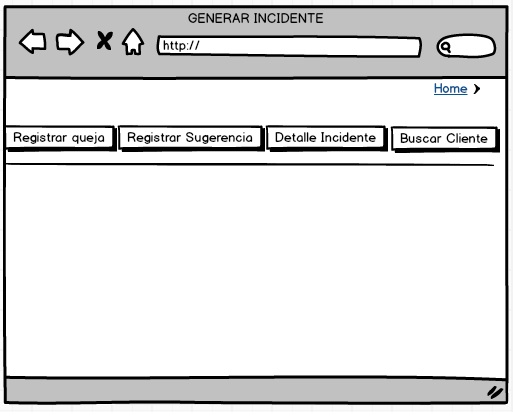 GENERAR INCIDENTE
http://
Home
Registrar queja Registrar Sugerencia Detalle Incidente Buscar Cliente